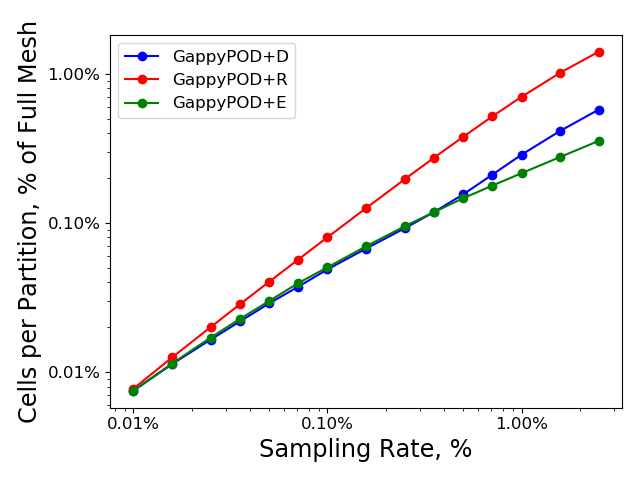 GappyPOD+D
GappyPOD+R
GappyPOD+E
Cells per Partition, % of Full Mesh
1.00%
0.10%
0.01%
0.01%
0.10%
1.00%
Sampling Rate, %